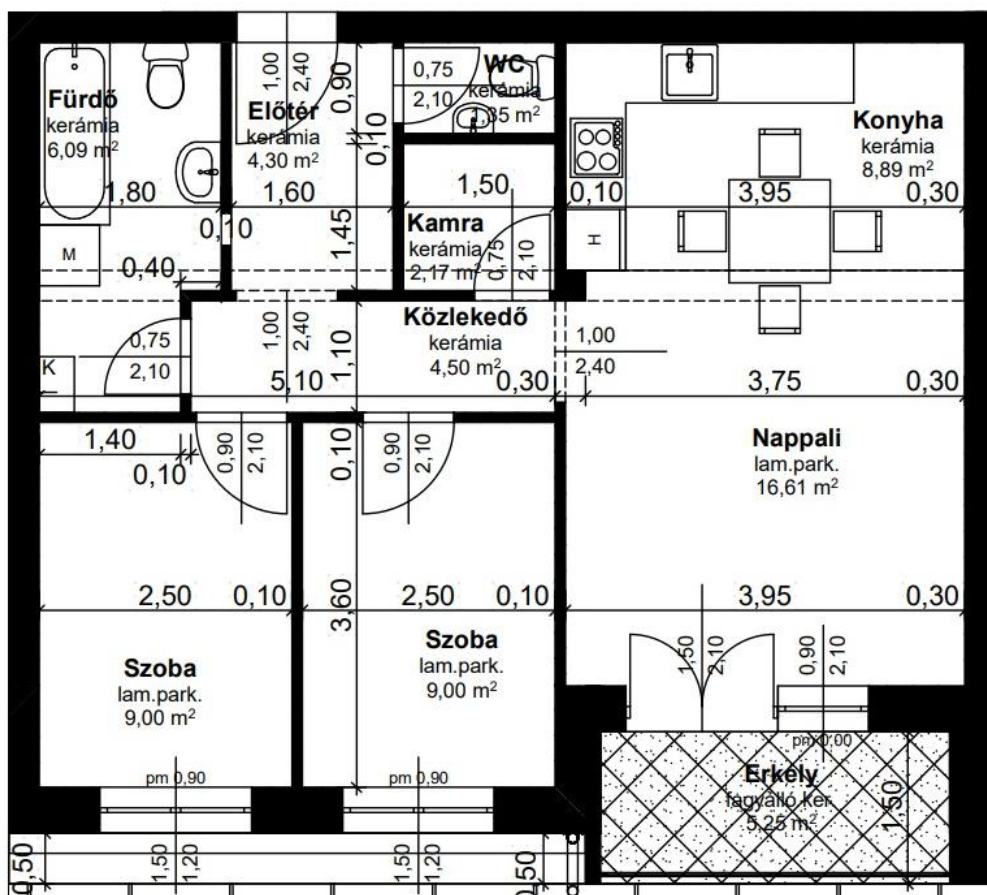 Fürdő
kerámia
6,09 m²
1,80
M
0,40
K
0,75
2,10
1,40
0,10
1,00
2,40
0,90
0,10
Előtér
kerámia
4,30 m²
1,60
0,10
1,45
WC
kerámia
1,35 m²
0,75
2,10
1,50
Kamra
kerámia
2,17 m²
0,75
2,10
Konyha
kerámia
8,89 m²
0,10
3,95
0,30
H
Közlekedő
kerámia
4,50 m²
1,00
2,40
1,10
5,10
0,30
1,00
2,40
3,75
0,30
Nappali
lam.park.
16,61 m²
3,95
0,30
0,90
2,10
0,10
0,90
2,10
2,50
0,10
3,60
2,50
0,10
Szoba
lam.park.
9,00 m²
Szoba
lam.park.
9,00 m²
pm 0,90
pm 0,90
1,50
2,10
0,90
2,10
pm 0,00
Erkély
fagyálló ker.
5,25 m²
1,50
0,50
1,50
1,20
1,50
1,20
0,50